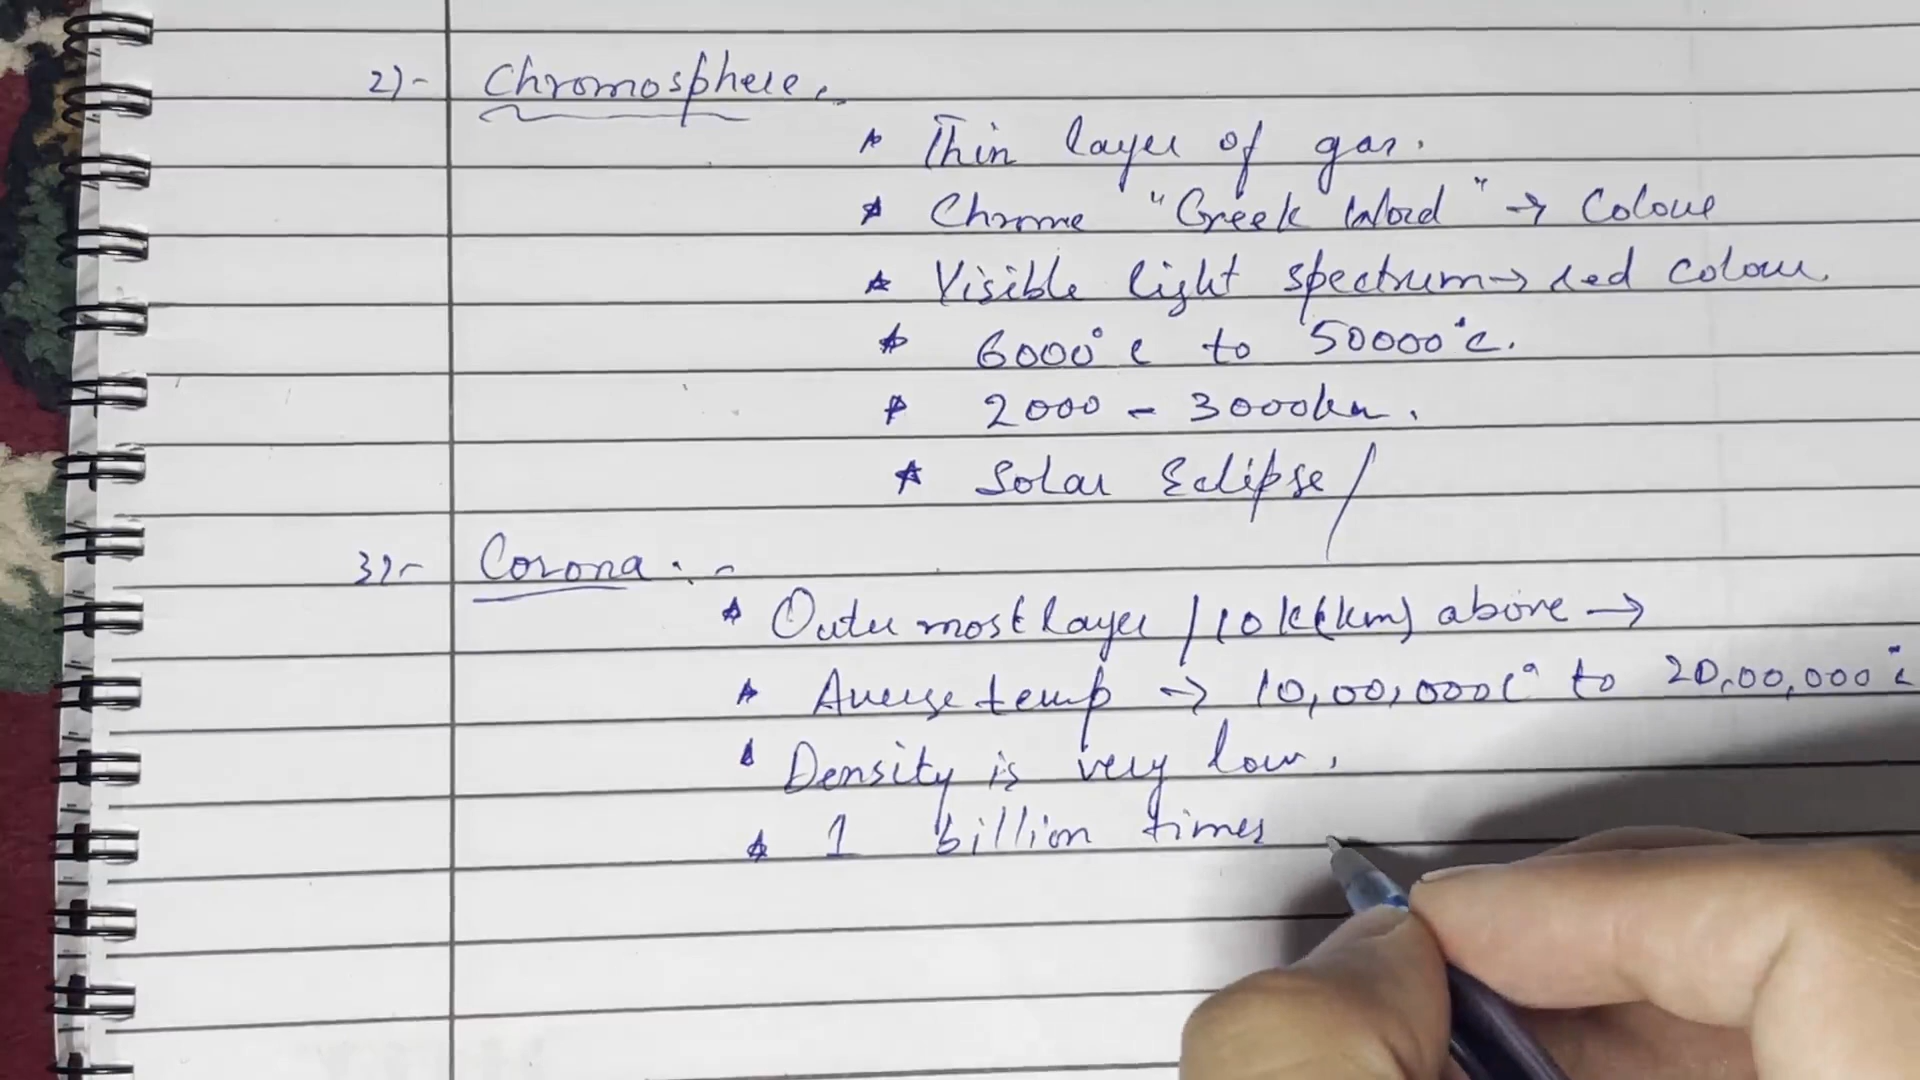 2)- Chromosphere.
* Thin layer of gas.
* Chrome "Greek Word" → Colour
* Visible light spectrum → red colour.
* 6000°c to 50000°c.
* 2000 - 3000km.
* Solar Eclipse/
3)- Corona :-
* Outer most layer / 10 k(km) above →
* Averge temp → 10,00,000C° to 20,00,000°c
* Density is very low.
* 1 billion times